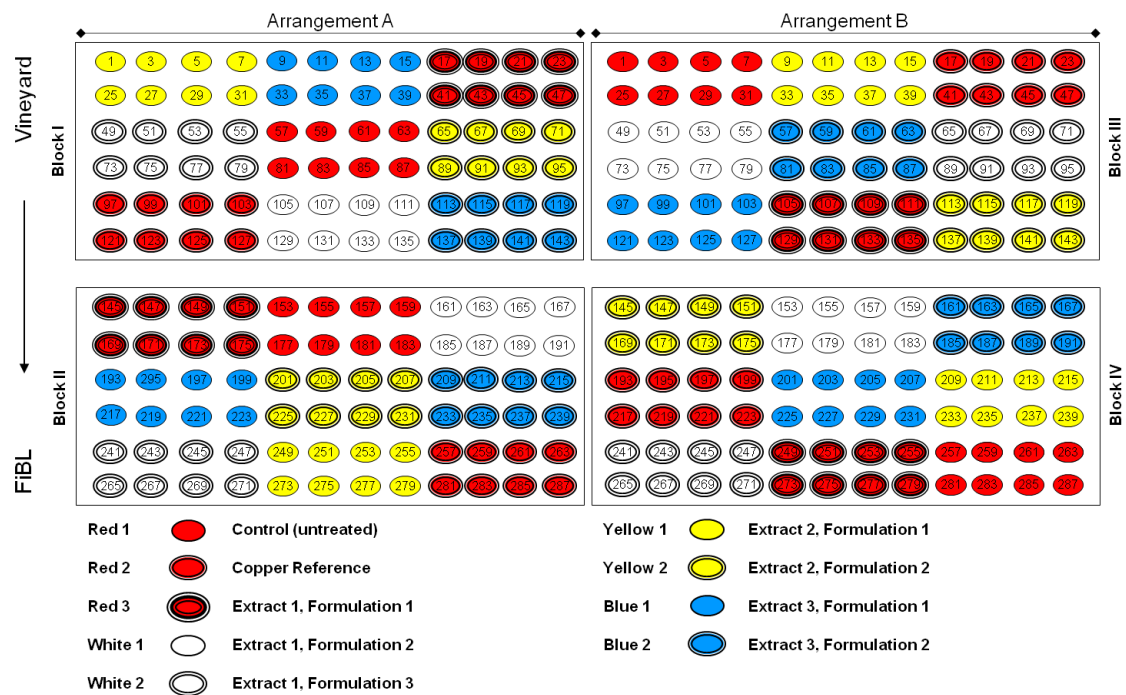 Arrangement A Arrangement B
Vineyard
FiBL
Block I
1 3 5 7 9 11 13 15 17 19 21 23
25 27 29 31 33 35 37 39 41 43 45 47
49 51 53 55 57 59 61 63 65 67 69 71
73 75 77 79 81 83 85 87 89 91 93 95
97 99 101 103 105 107 109 111 113 115 117 119
121 123 125 127 129 131 133 135 137 139 141 143
Block III
1 3 5 7 9 11 13 15 17 19 21 23
25 27 29 31 33 35 37 39 41 43 45 47
49 51 53 55 57 59 61 63 65 67 69 71
73 75 77 79 81 83 85 87 89 91 93 95
97 99 101 103 105 107 109 111 113 115 117 119
121 123 125 127 129 131 133 135 137 139 141 143
Block II
145 147 149 151 153 155 157 159 161 163 165 167
169 171 173 175 177 179 181 183 185 187 189 191
193 295 197 199 201 203 205 207 209 211 213 215
217 219 221 223 225 227 229 231 233 235 237 239
241 243 245 247 249 251 253 255 257 259 261 263
265 267 269 271 273 275 277 279 281 283 285 287
Block IV
145 147 149 151 153 155 157 159 161 163 165 167
169 171 173 175 177 179 181 183 185 187 189 191
193 195 197 199 201 203 205 207 209 211 213 215
217 219 221 223 225 227 229 231 233 235 237 239
241 243 245 247 249 251 253 255 257 259 261 263
265 267 269 271 273 275 277 279 281 283 285 287
Red 1 Control (untreated)
Red 2 Copper Reference
Red 3 Extract 1, Formulation 1
White 1 Extract 1, Formulation 2
White 2 Extract 1, Formulation 3
Yellow 1 Extract 2, Formulation 1
Yellow 2 Extract 2, Formulation 2
Blue 1 Extract 3, Formulation 1
Blue 2 Extract 3, Formulation 2